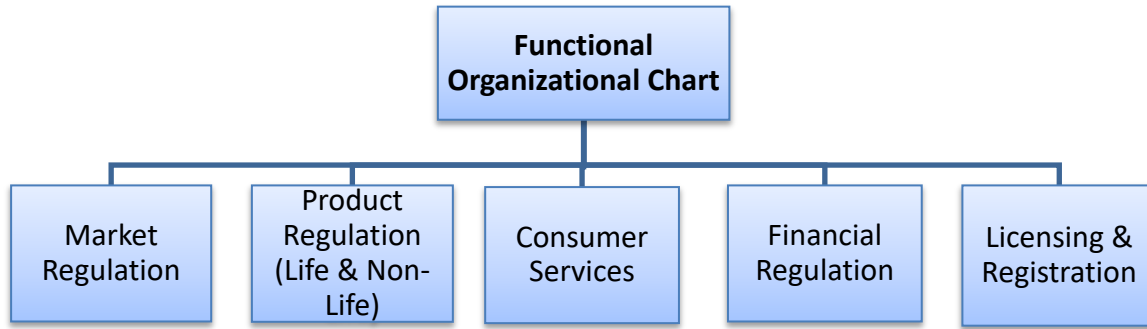 Functional
Organizational Chart
Market
Regulation
Product
Regulation
(Life & Non-
Life)
Consumer
Services
Financial
Regulation
Licensing &
Registration